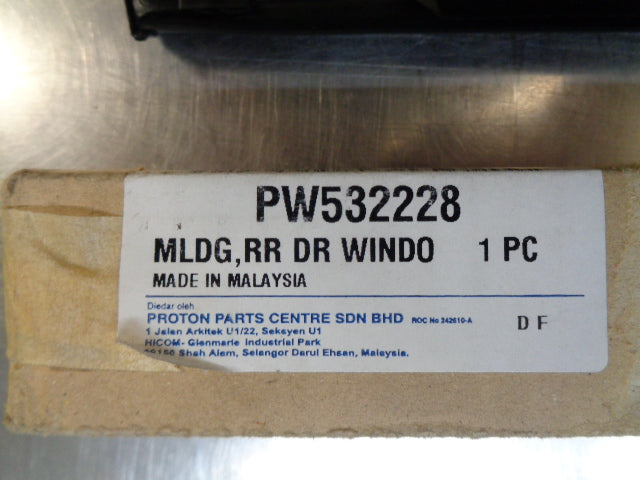 PW532228
MLDG,RR DR WINDO 1 PC
MADE IN MALAYSIA
Diedar oleh
PROTON PARTS CENTRE SDN BHD ROC No 242610-A
1 Jalan Arkitek U1/22, Seksyen U1
HICOM- Glenmarie Industrial Park
Shah Alam, Selangor Darul Ehsan, Malaysia.
D F